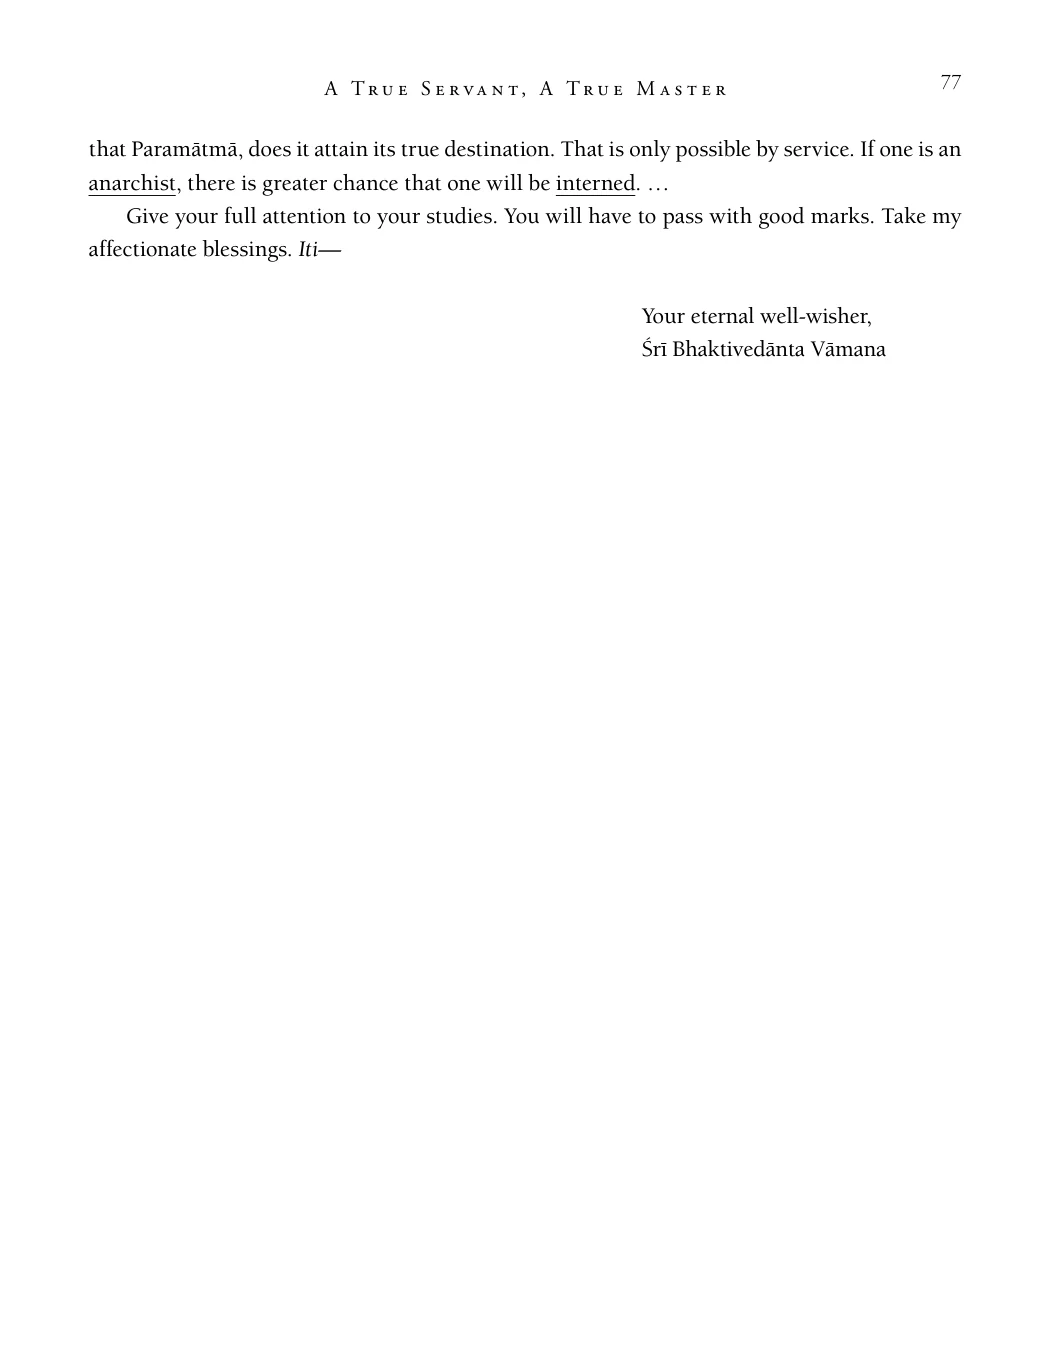 A True Servant, A True Master
77
that Paramātmā, does it attain its true destination. That is only possible by service. If one is an
anarchist, there is greater chance that one will be interned. …
Give your full attention to your studies. You will have to pass with good marks. Take my
affectionate blessings. Iti—
Your eternal well-wisher,
Śrī Bhaktivedānta Vāmana